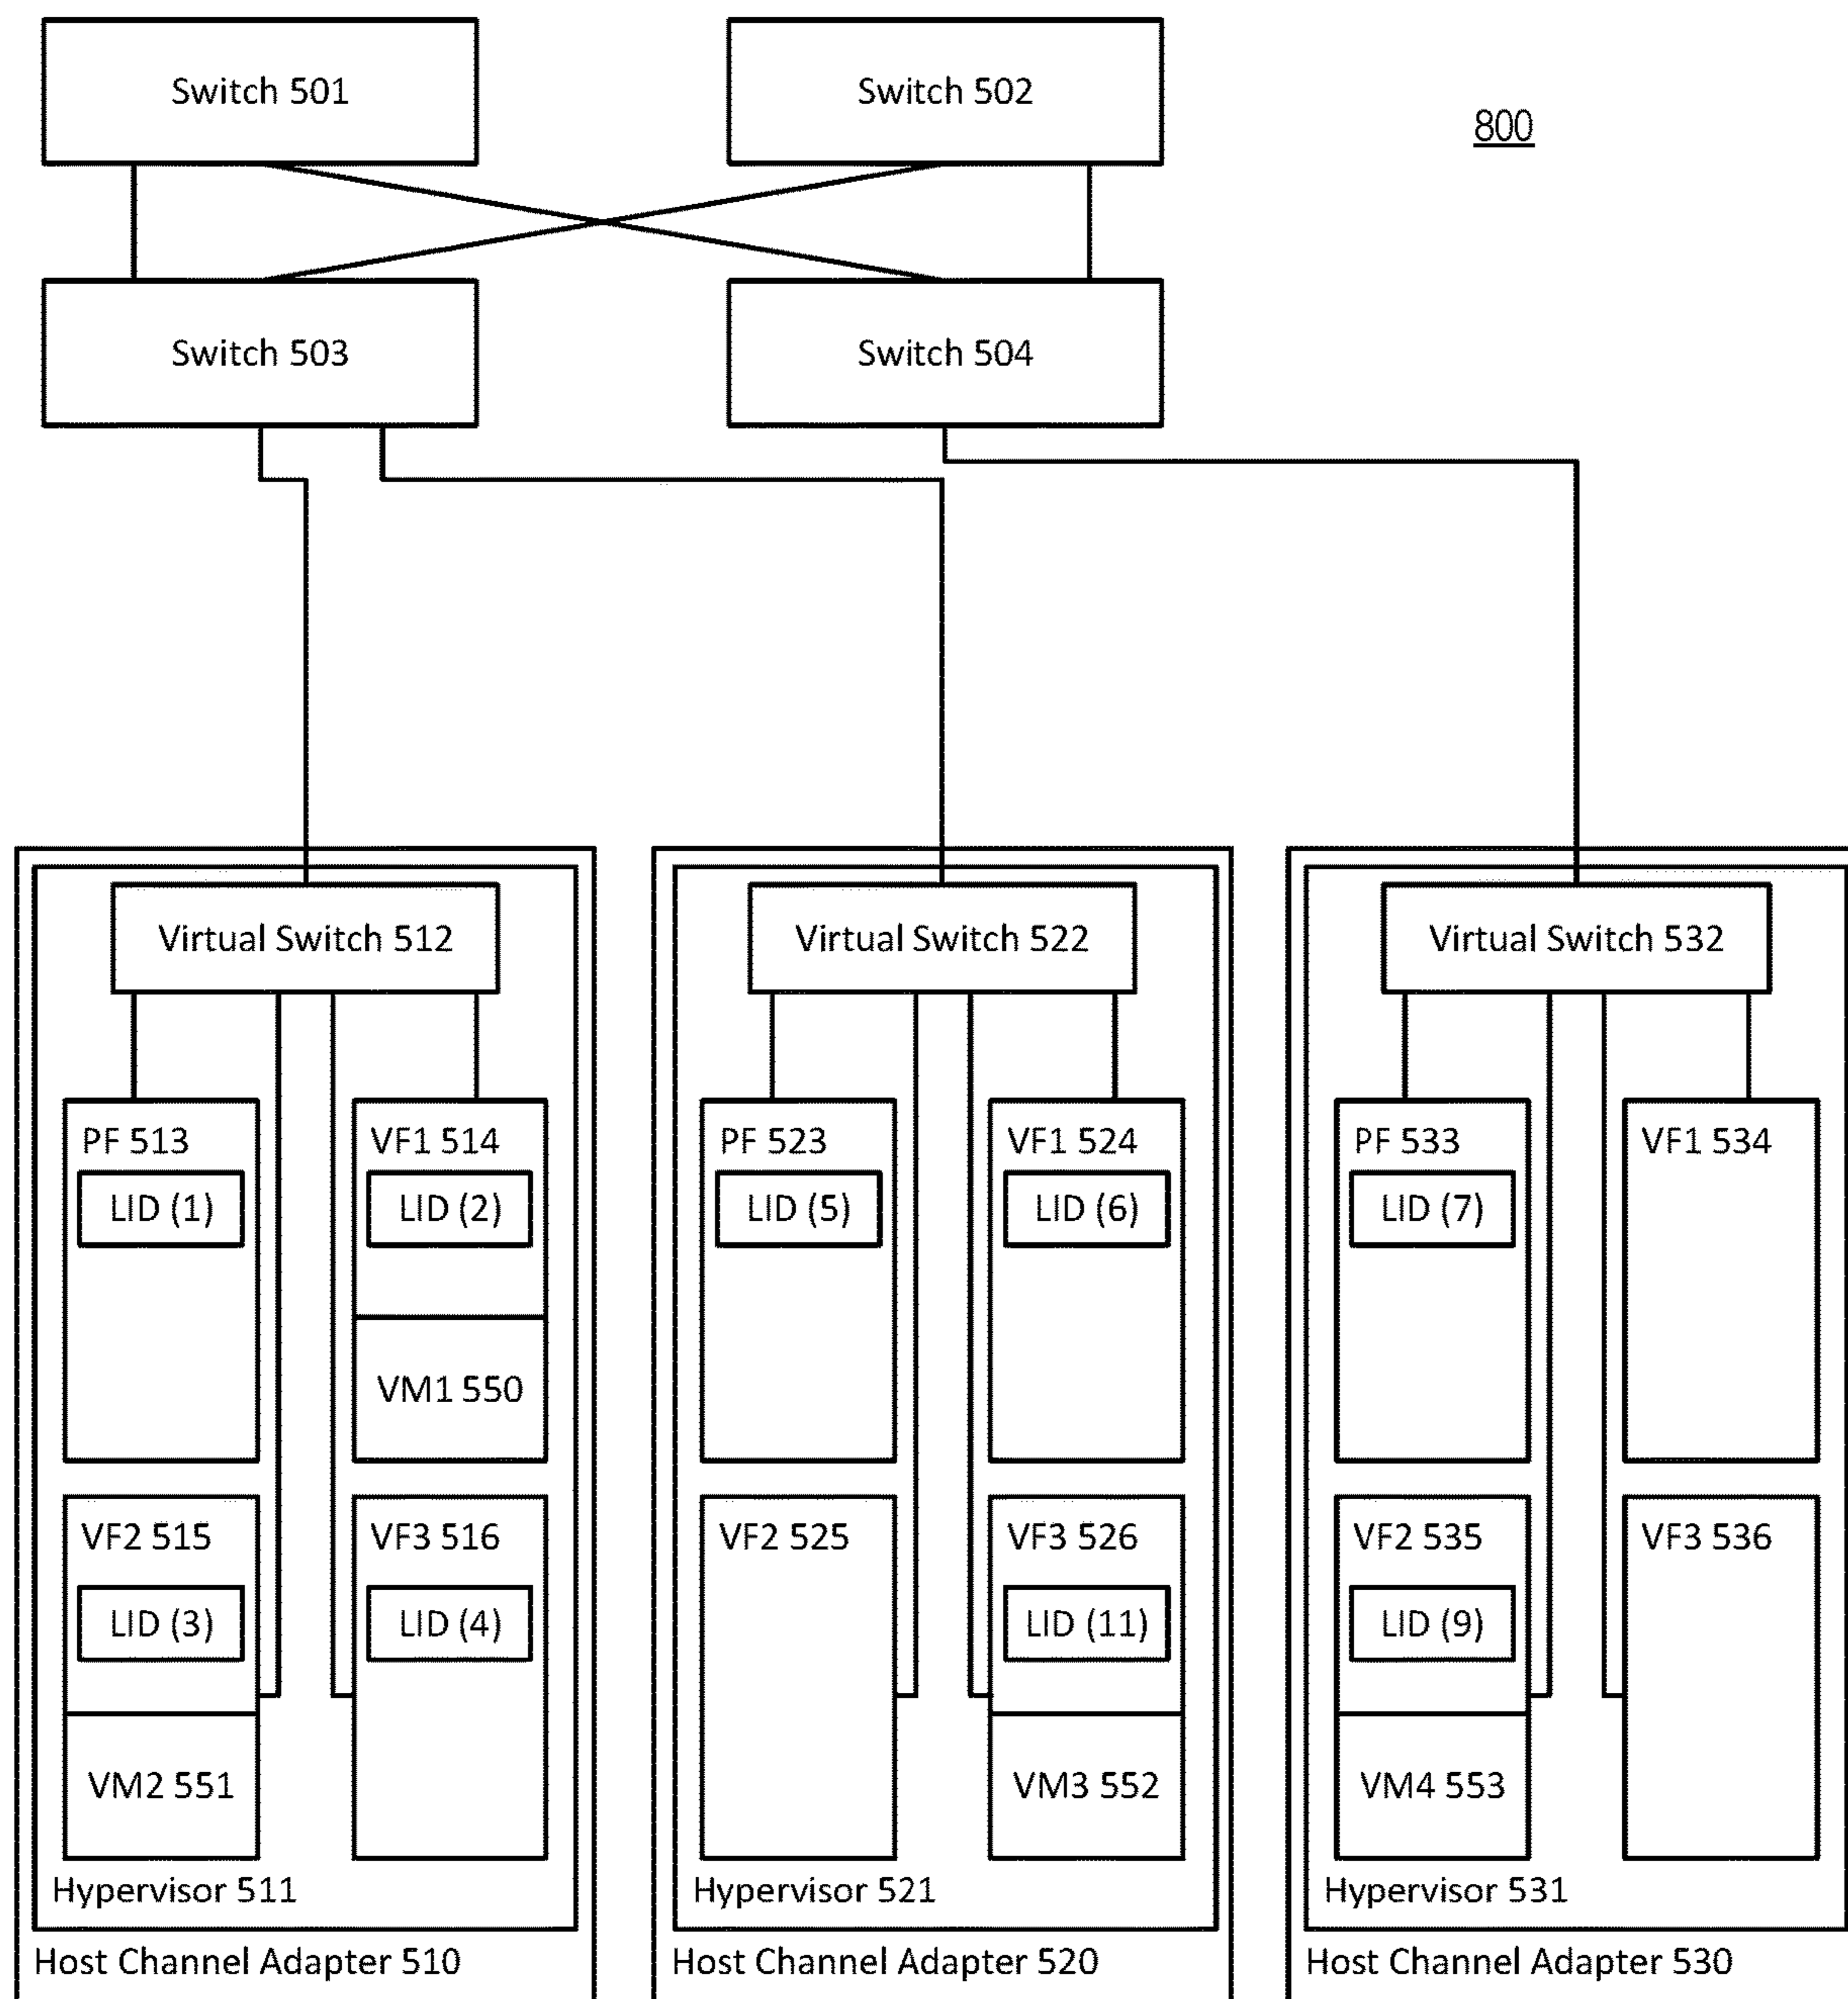 Switch 501
Switch 502
800
Switch 503
Switch 504
Virtual Switch 512
Virtual Switch 522
Virtual Switch 532
PF 513
LID (1)
VF1 514
LID (2)
VM1 550
VF2 515
LID (3)
VM2 551
VF3 516
LID (4)
Hypervisor 511
Host Channel Adapter 510
PF 523
LID (5)
VF1 524
LID (6)
VF2 525
VF3 526
LID (11)
VM3 552
Hypervisor 521
Host Channel Adapter 520
PF 533
LID (7)
VF1 534
VF2 535
LID (9)
VM4 553
VF3 536
Hypervisor 531
Host Channel Adapter 530